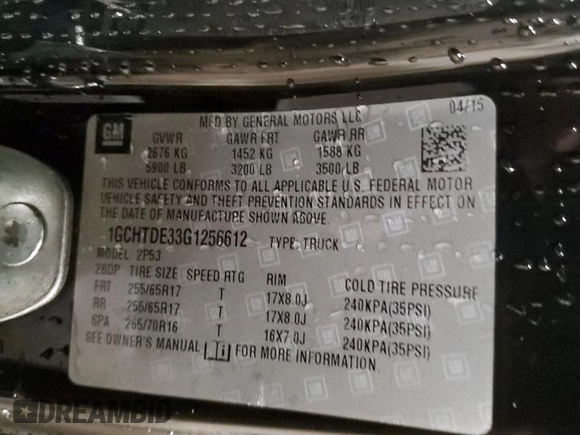 MFD BY GENERAL MOTORS LLC
04/15
GM
GVWR GAWR FRT GAWR RR
2676 KG 1452 KG 1588 KG
5900 LB 3200 LB 3500 LB
THIS VEHICLE CONFORMS TO ALL APPLICABLE U.S. FEDERAL MOTOR
VEHICLE SAFETY AND THEFT PREVENTION STANDARDS IN EFFECT ON
THE DATE OF MANUFACTURE SHOWN ABOVE.
1GCHTDE33G1256612 TYPE: TRUCK
MODEL: 2P53
2BDP TIRE SIZE SPEED RTG RIM COLD TIRE PRESSURE
FRT 255/65R17 T 17X8.0J 240KPA(35PSI)
RR 255/65R17 T 17X8.0J 240KPA(35PSI)
SPA 265/70R16 T 16X7.0J 240KPA(35PSI)
SEE OWNER'S MANUAL i FOR MORE INFORMATION.
DREAMBID